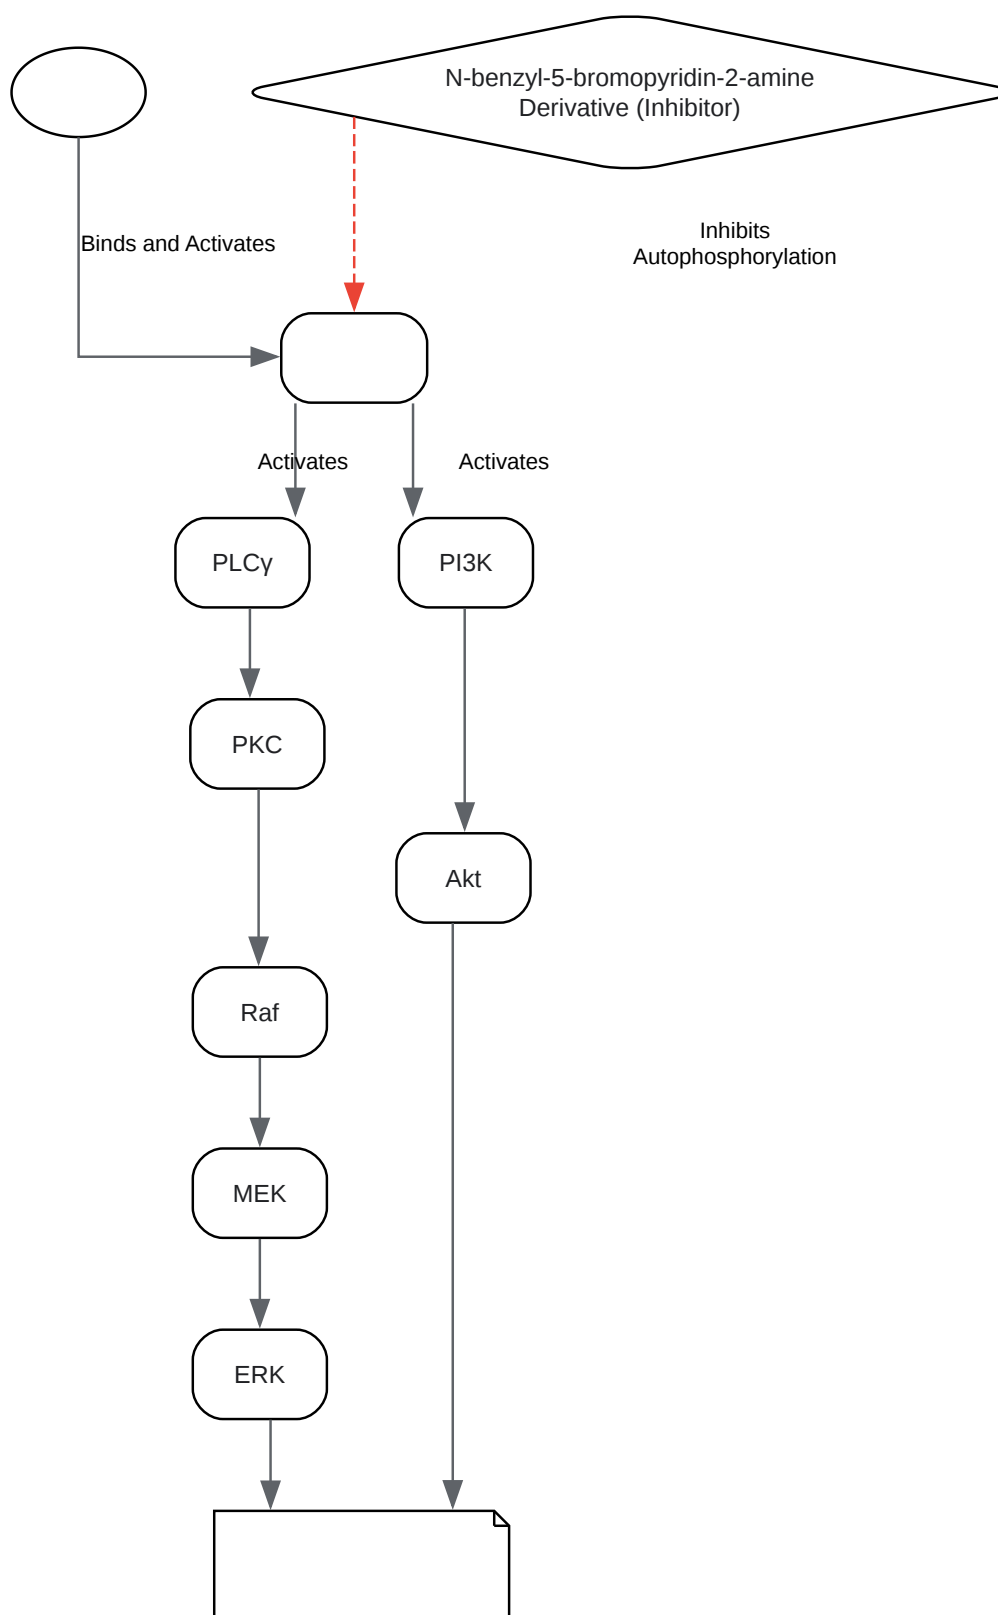 N-benzyl-5-bromopyridin-2-amine
Derivative (Inhibitor)
Binds and Activates
Inhibits
Autophosphorylation
Activates
Activates
PLCγ
PI3K
PKC
Akt
Raf
MEK
ERK